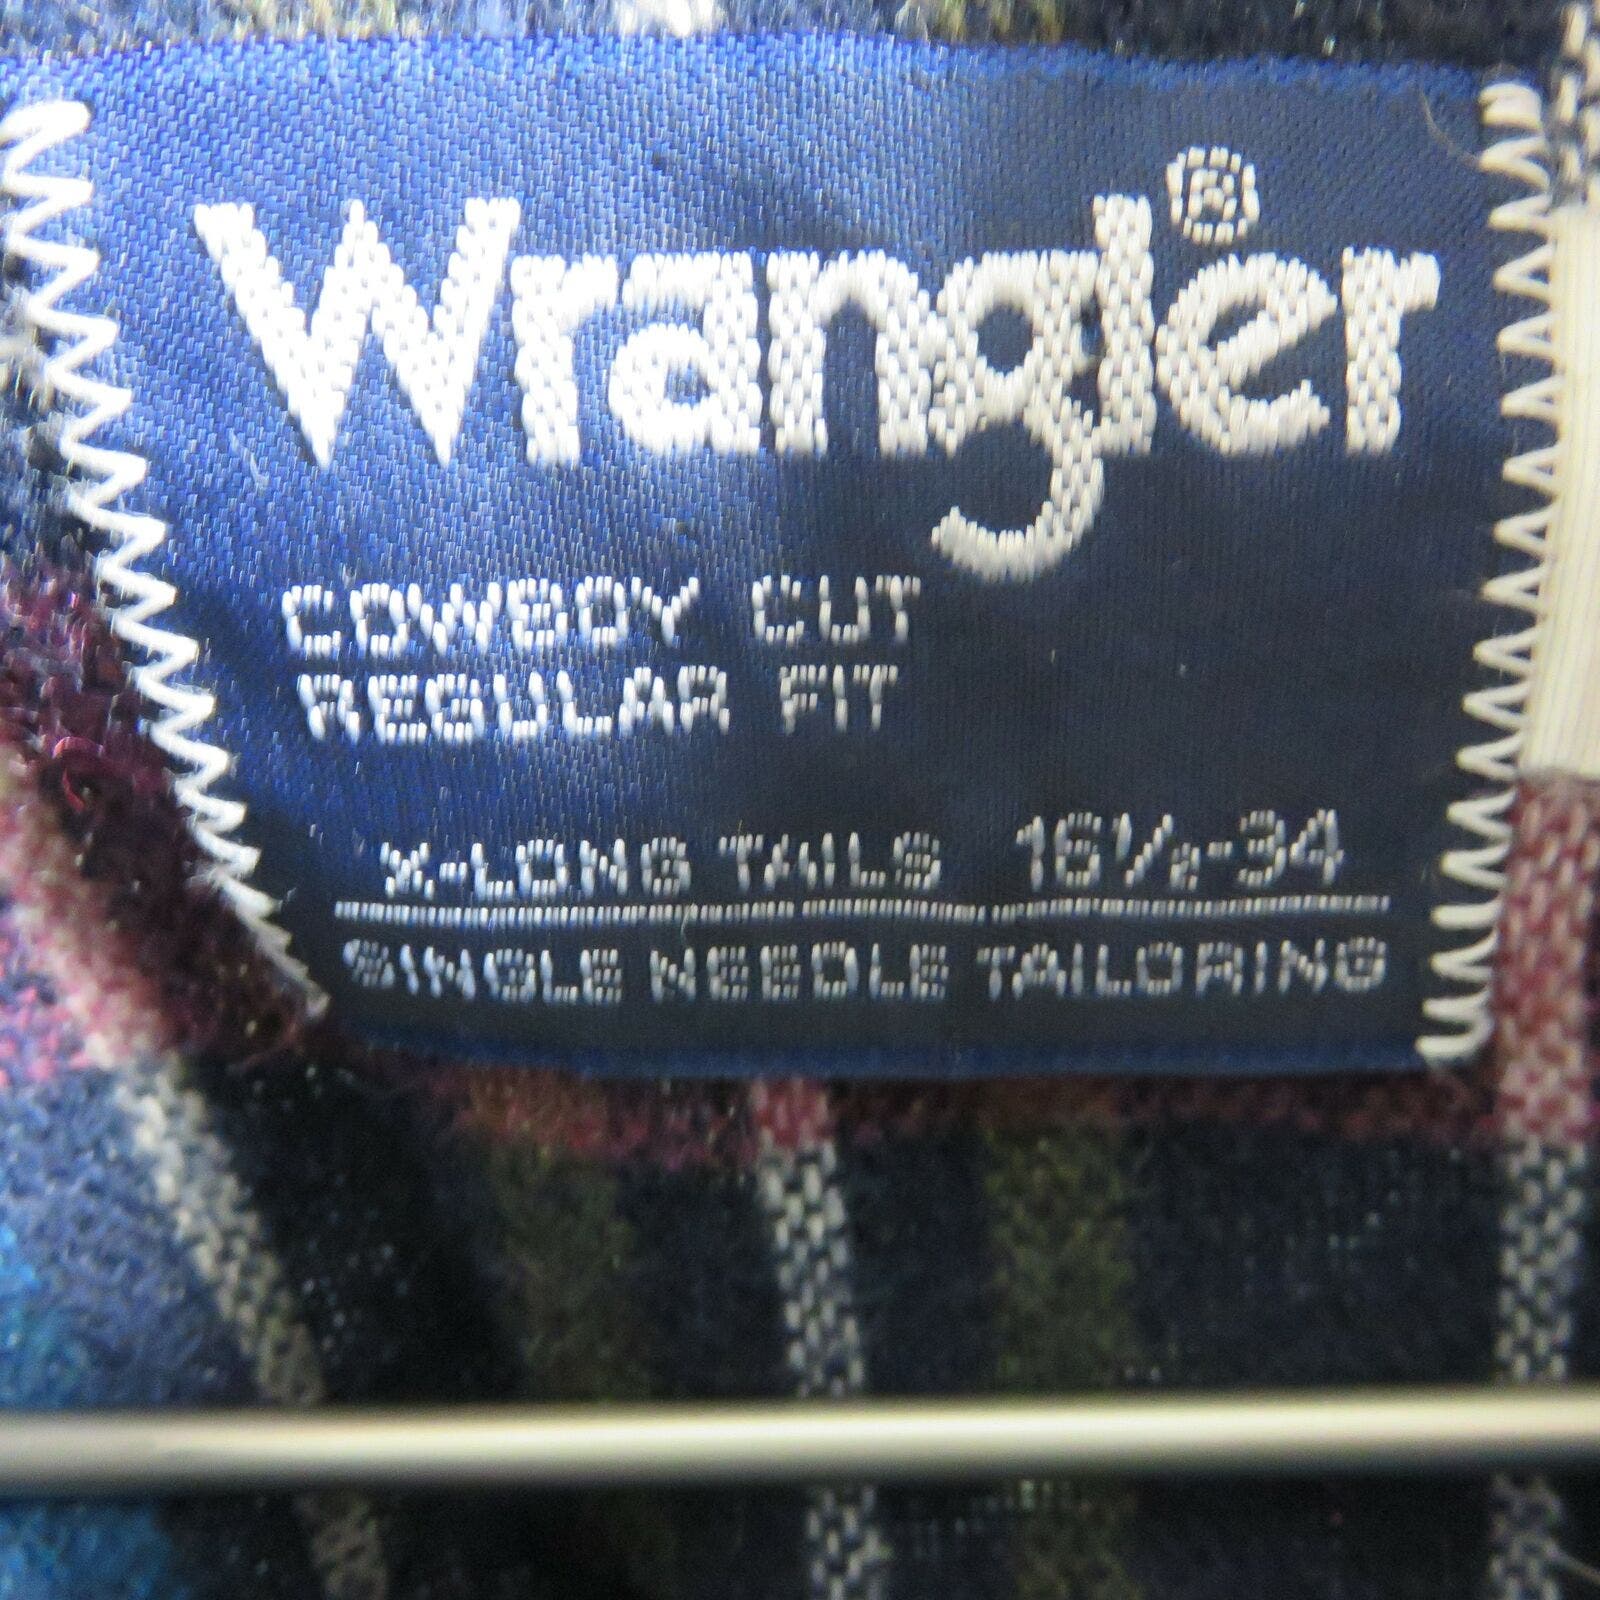 Wrangler®
COWBOY CUT
REGULAR FIT
X-LONG TAILS 16½-34
SINGLE NEEDLE TAILORING